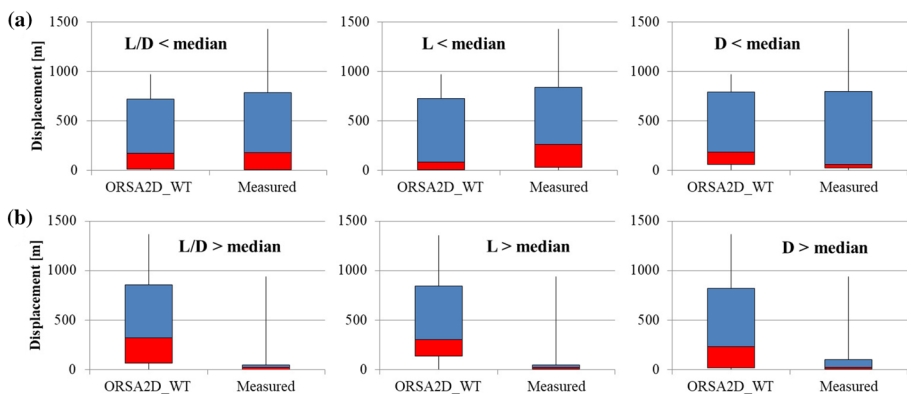 (a)
Displacement [m]
1500
1000
500
0
L/D < median
ORSA2D_WT
Measured
1500
1000
500
0
L < median
ORSA2D_WT
Measured
1500
1000
500
0
D < median
ORSA2D_WT
Measured
(b)
Displacement [m]
1500
1000
500
0
L/D > median
ORSA2D_WT
Measured
1500
1000
500
0
L > median
ORSA2D_WT
Measured
1500
1000
500
0
D > median
ORSA2D_WT
Measured